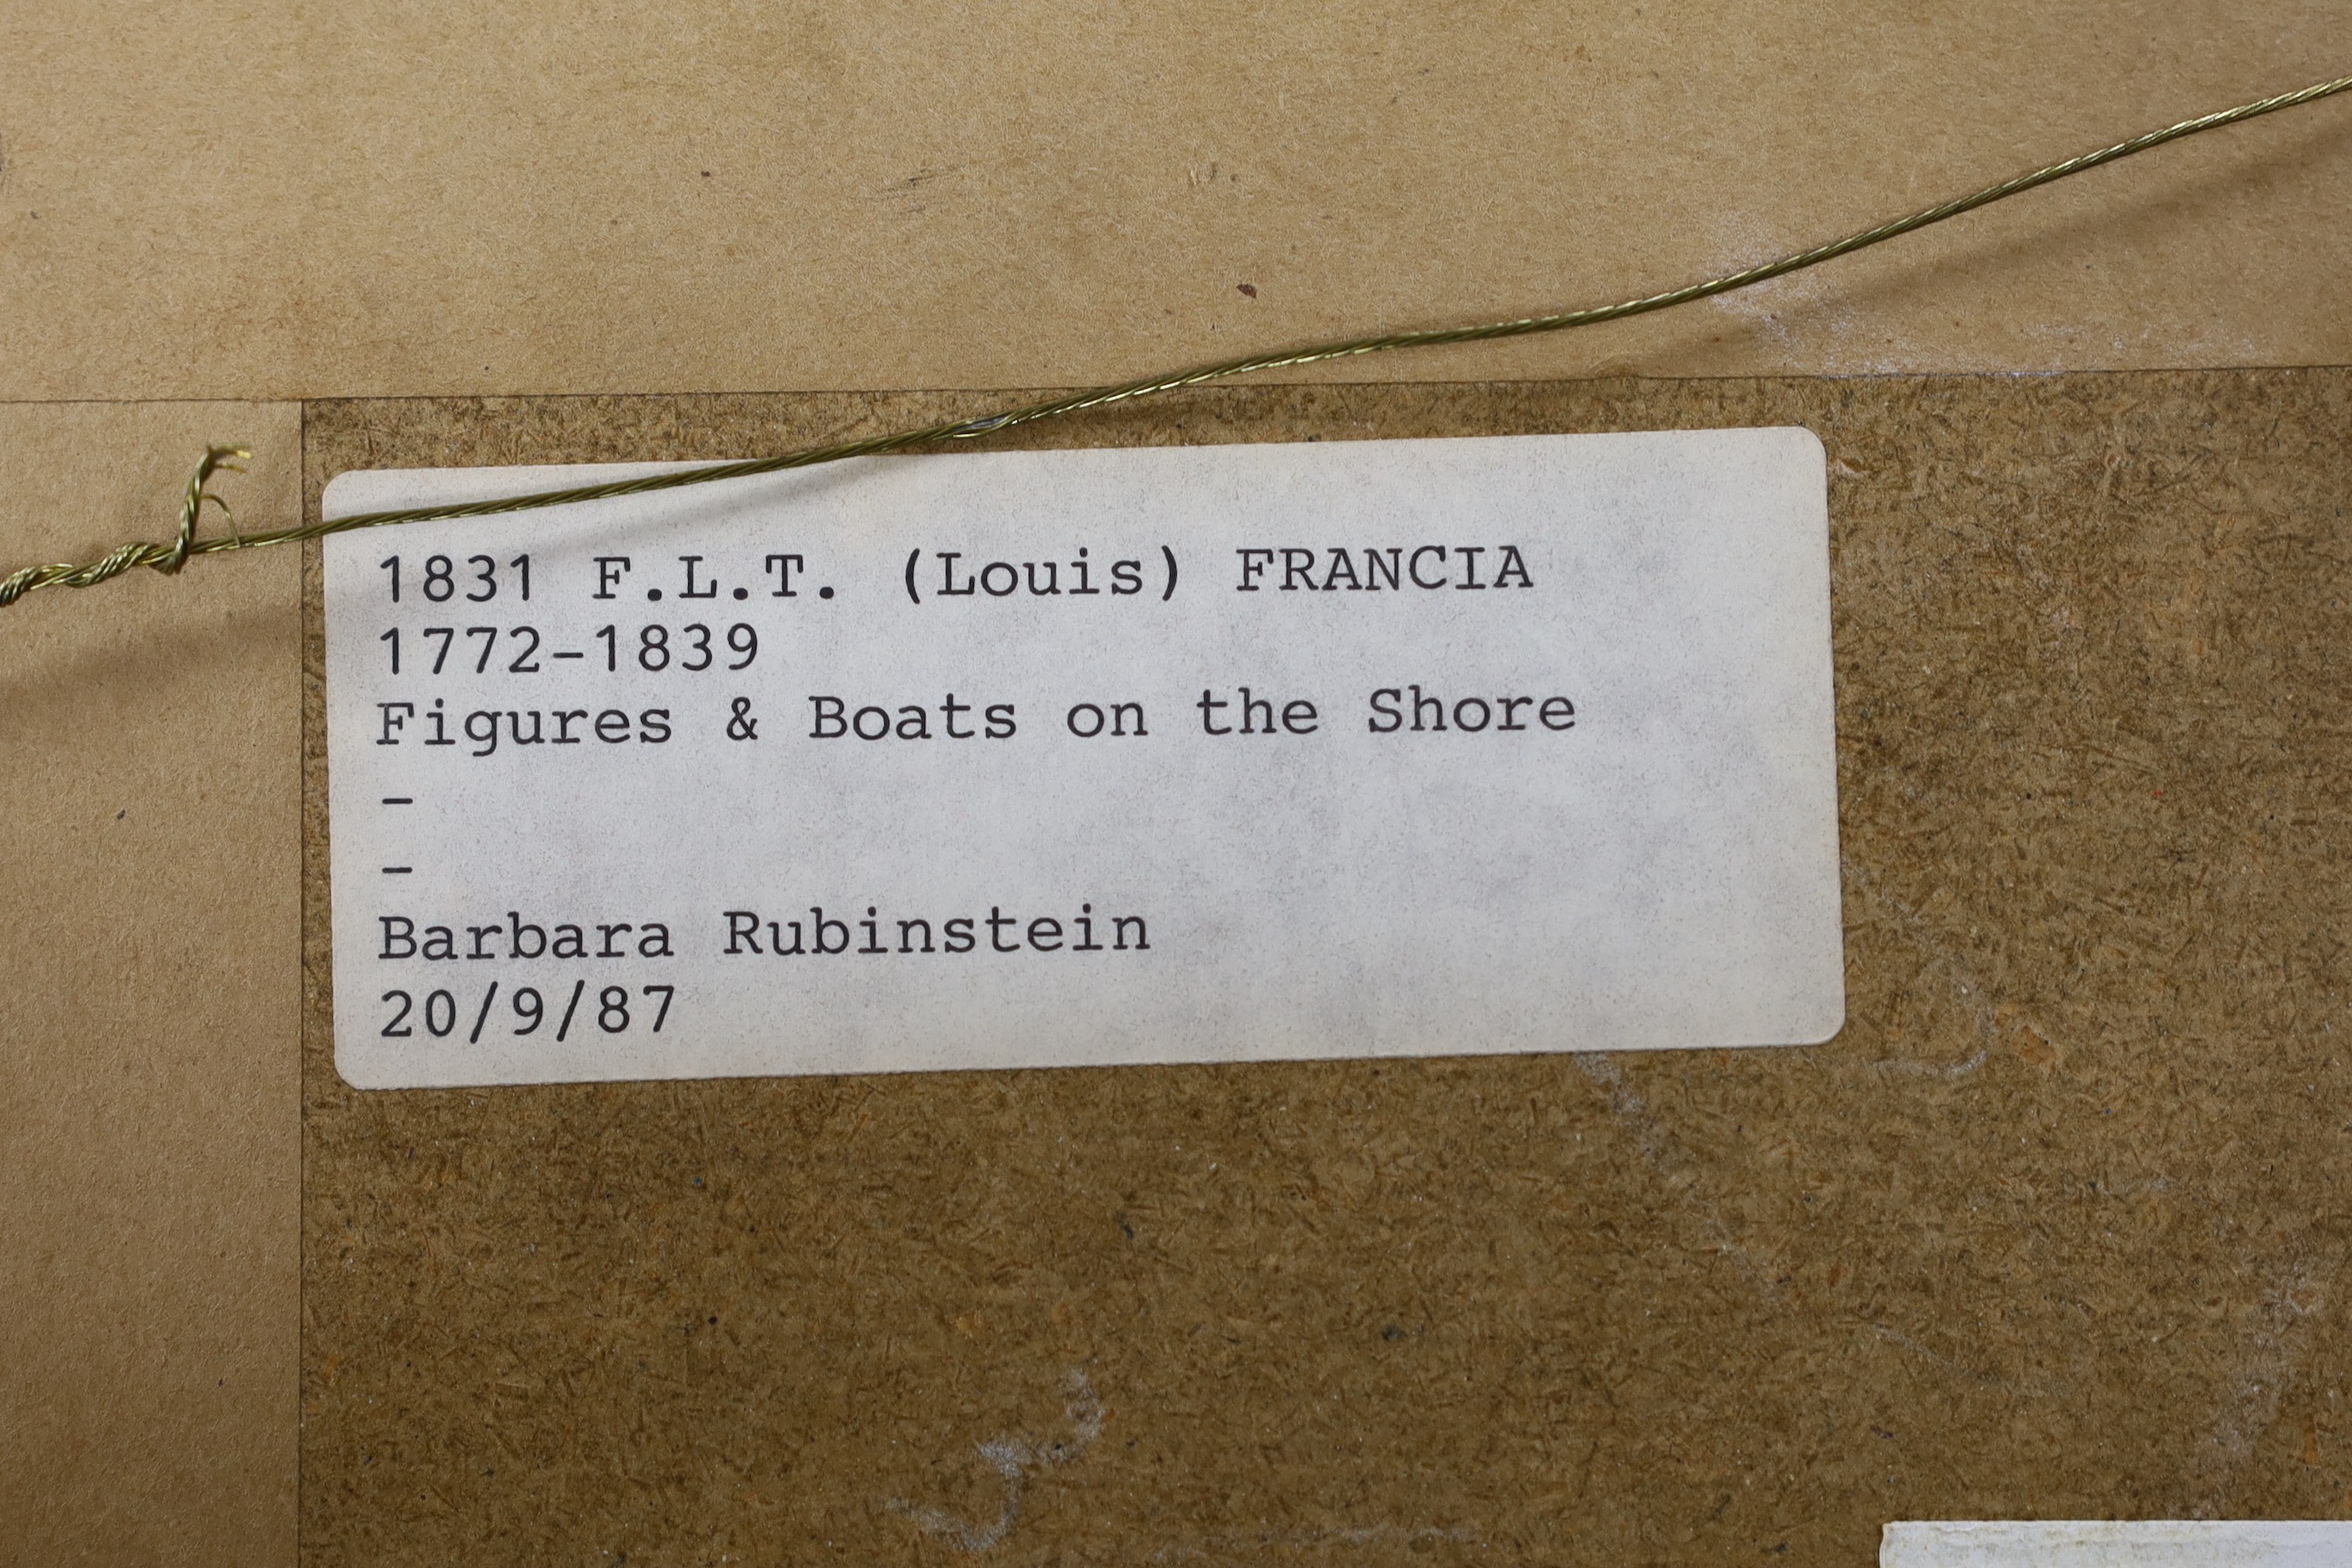 1831 F.L.T. (Louis) FRANCIA
1772-1839
Figures & Boats on the Shore
-
-
Barbara Rubinstein
20/9/87